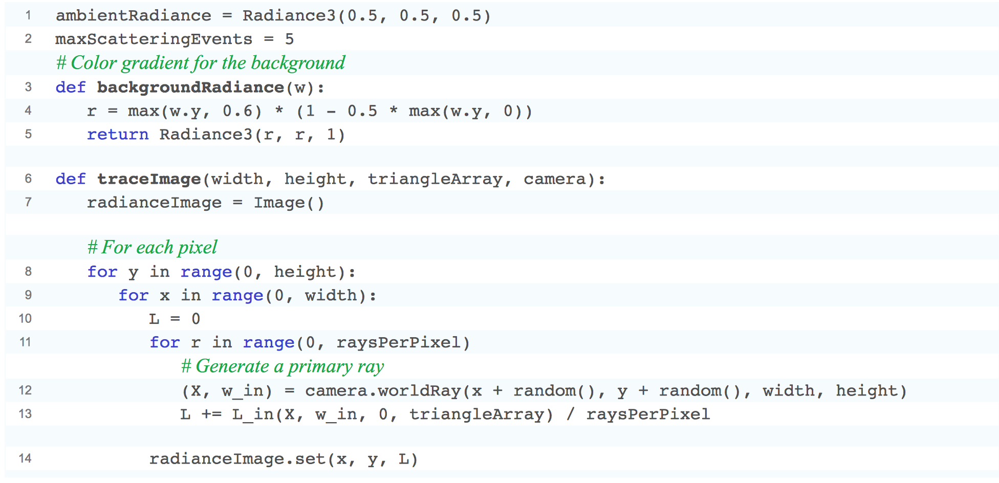 1 ambientRadiance = Radiance3(0.5, 0.5, 0.5)
2 maxScatteringEvents = 5
# Color gradient for the background
3 def backgroundRadiance(w):
4 r = max(w.y, 0.6) * (1 - 0.5 * max(w.y, 0))
5 return Radiance3(r, r, 1)
6 def traceImage(width, height, triangleArray, camera):
7 radianceImage = Image()
# For each pixel
8 for y in range(0, height):
9 for x in range(0, width):
10 L = 0
11 for r in range(0, raysPerPixel)
# Generate a primary ray
12 (X, w_in) = camera.worldRay(x + random(), y + random(), width, height)
13 L += L_in(X, w_in, 0, triangleArray) / raysPerPixel
14 radianceImage.set(x, y, L)